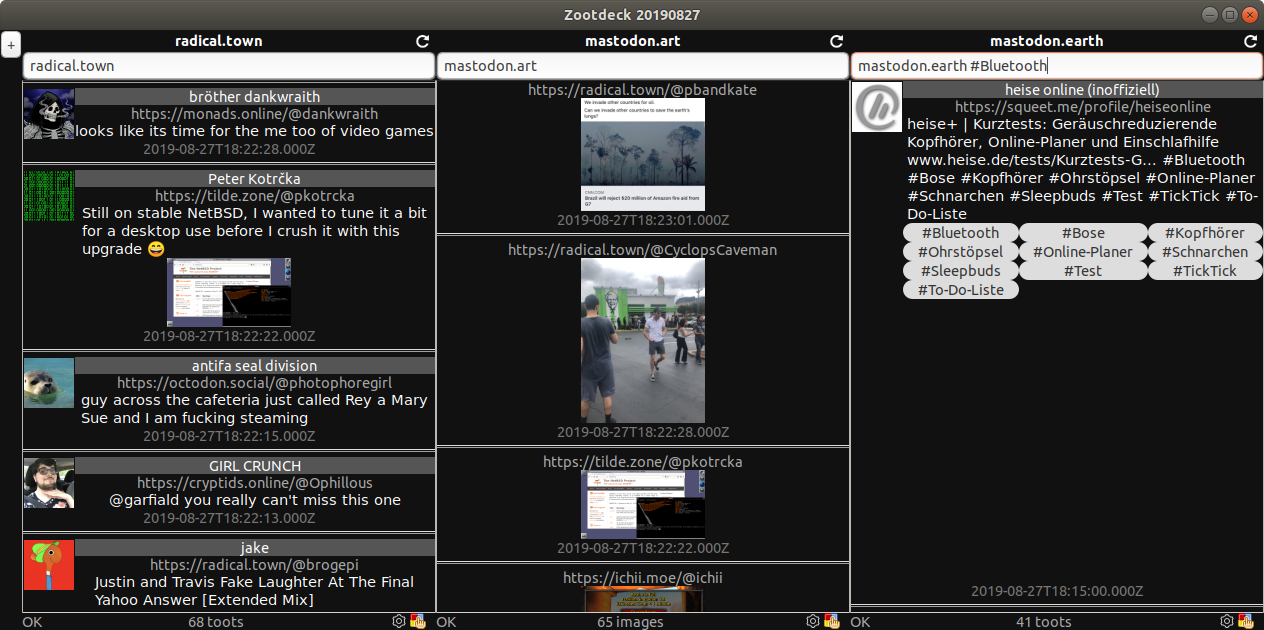 Zootdeck 20190827
+
radical.town
radical.town
bröther dankwraith
https://monads.online/@dankwraith
looks like its time for the me too of video games
2019-08-27T18:22:28.000Z
Peter Kotrčka
https://tilde.zone/@pkotrcka
Still on stable NetBSD, I wanted to tune it a bit
for a desktop use before I crush it with this
upgrade 😄
2019-08-27T18:22:22.000Z
antifa seal division
https://octodon.social/@photophoregirl
guy across the cafeteria just called Rey a Mary
Sue and I am fucking steaming
2019-08-27T18:22:15.000Z
GIRL CRUNCH
https://cryptids.online/@Ophillous
@garfiald you really can't miss this one
2019-08-27T18:22:13.000Z
jake
https://radical.town/@brogepi
Justin and Travis Fake Laughter At The Final
Yahoo Answer [Extended Mix]
OK
68 toots
mastodon.art
mastodon.art
https://radical.town/@pbandkate
We invade other countries for oil.
Can we invade other countries to save the earth's
lungs?
CNN.COM
Brazil will reject $20 million of Amazon fire aid from
G7
2019-08-27T18:23:01.000Z
https://radical.town/@CyclopsCaveman
2019-08-27T18:22:28.000Z
https://tilde.zone/@pkotrcka
The NetBSD Project
2019-08-27T18:22:22.000Z
https://ichii.moe/@ichii
OK
65 images
mastodon.earth
mastodon.earth #Bluetooth
heise online (inoffiziell)
https://squeet.me/profile/heiseonline
heise+ | Kurztests: Geräuschreduzierende
Kopfhörer, Online-Planer und Einschlafhilfe
www.heise.de/tests/Kurztests-G… #Bluetooth
#Bose #Kopfhörer #Ohrstöpsel #Online-Planer
#Schnarchen #Sleepbuds #Test #TickTick #To-
Do-Liste
#Bluetooth #Bose #Kopfhörer
#Ohrstöpsel #Online-Planer #Schnarchen
#Sleepbuds #Test #TickTick
#To-Do-Liste
2019-08-27T18:15:00.000Z
OK
41 toots